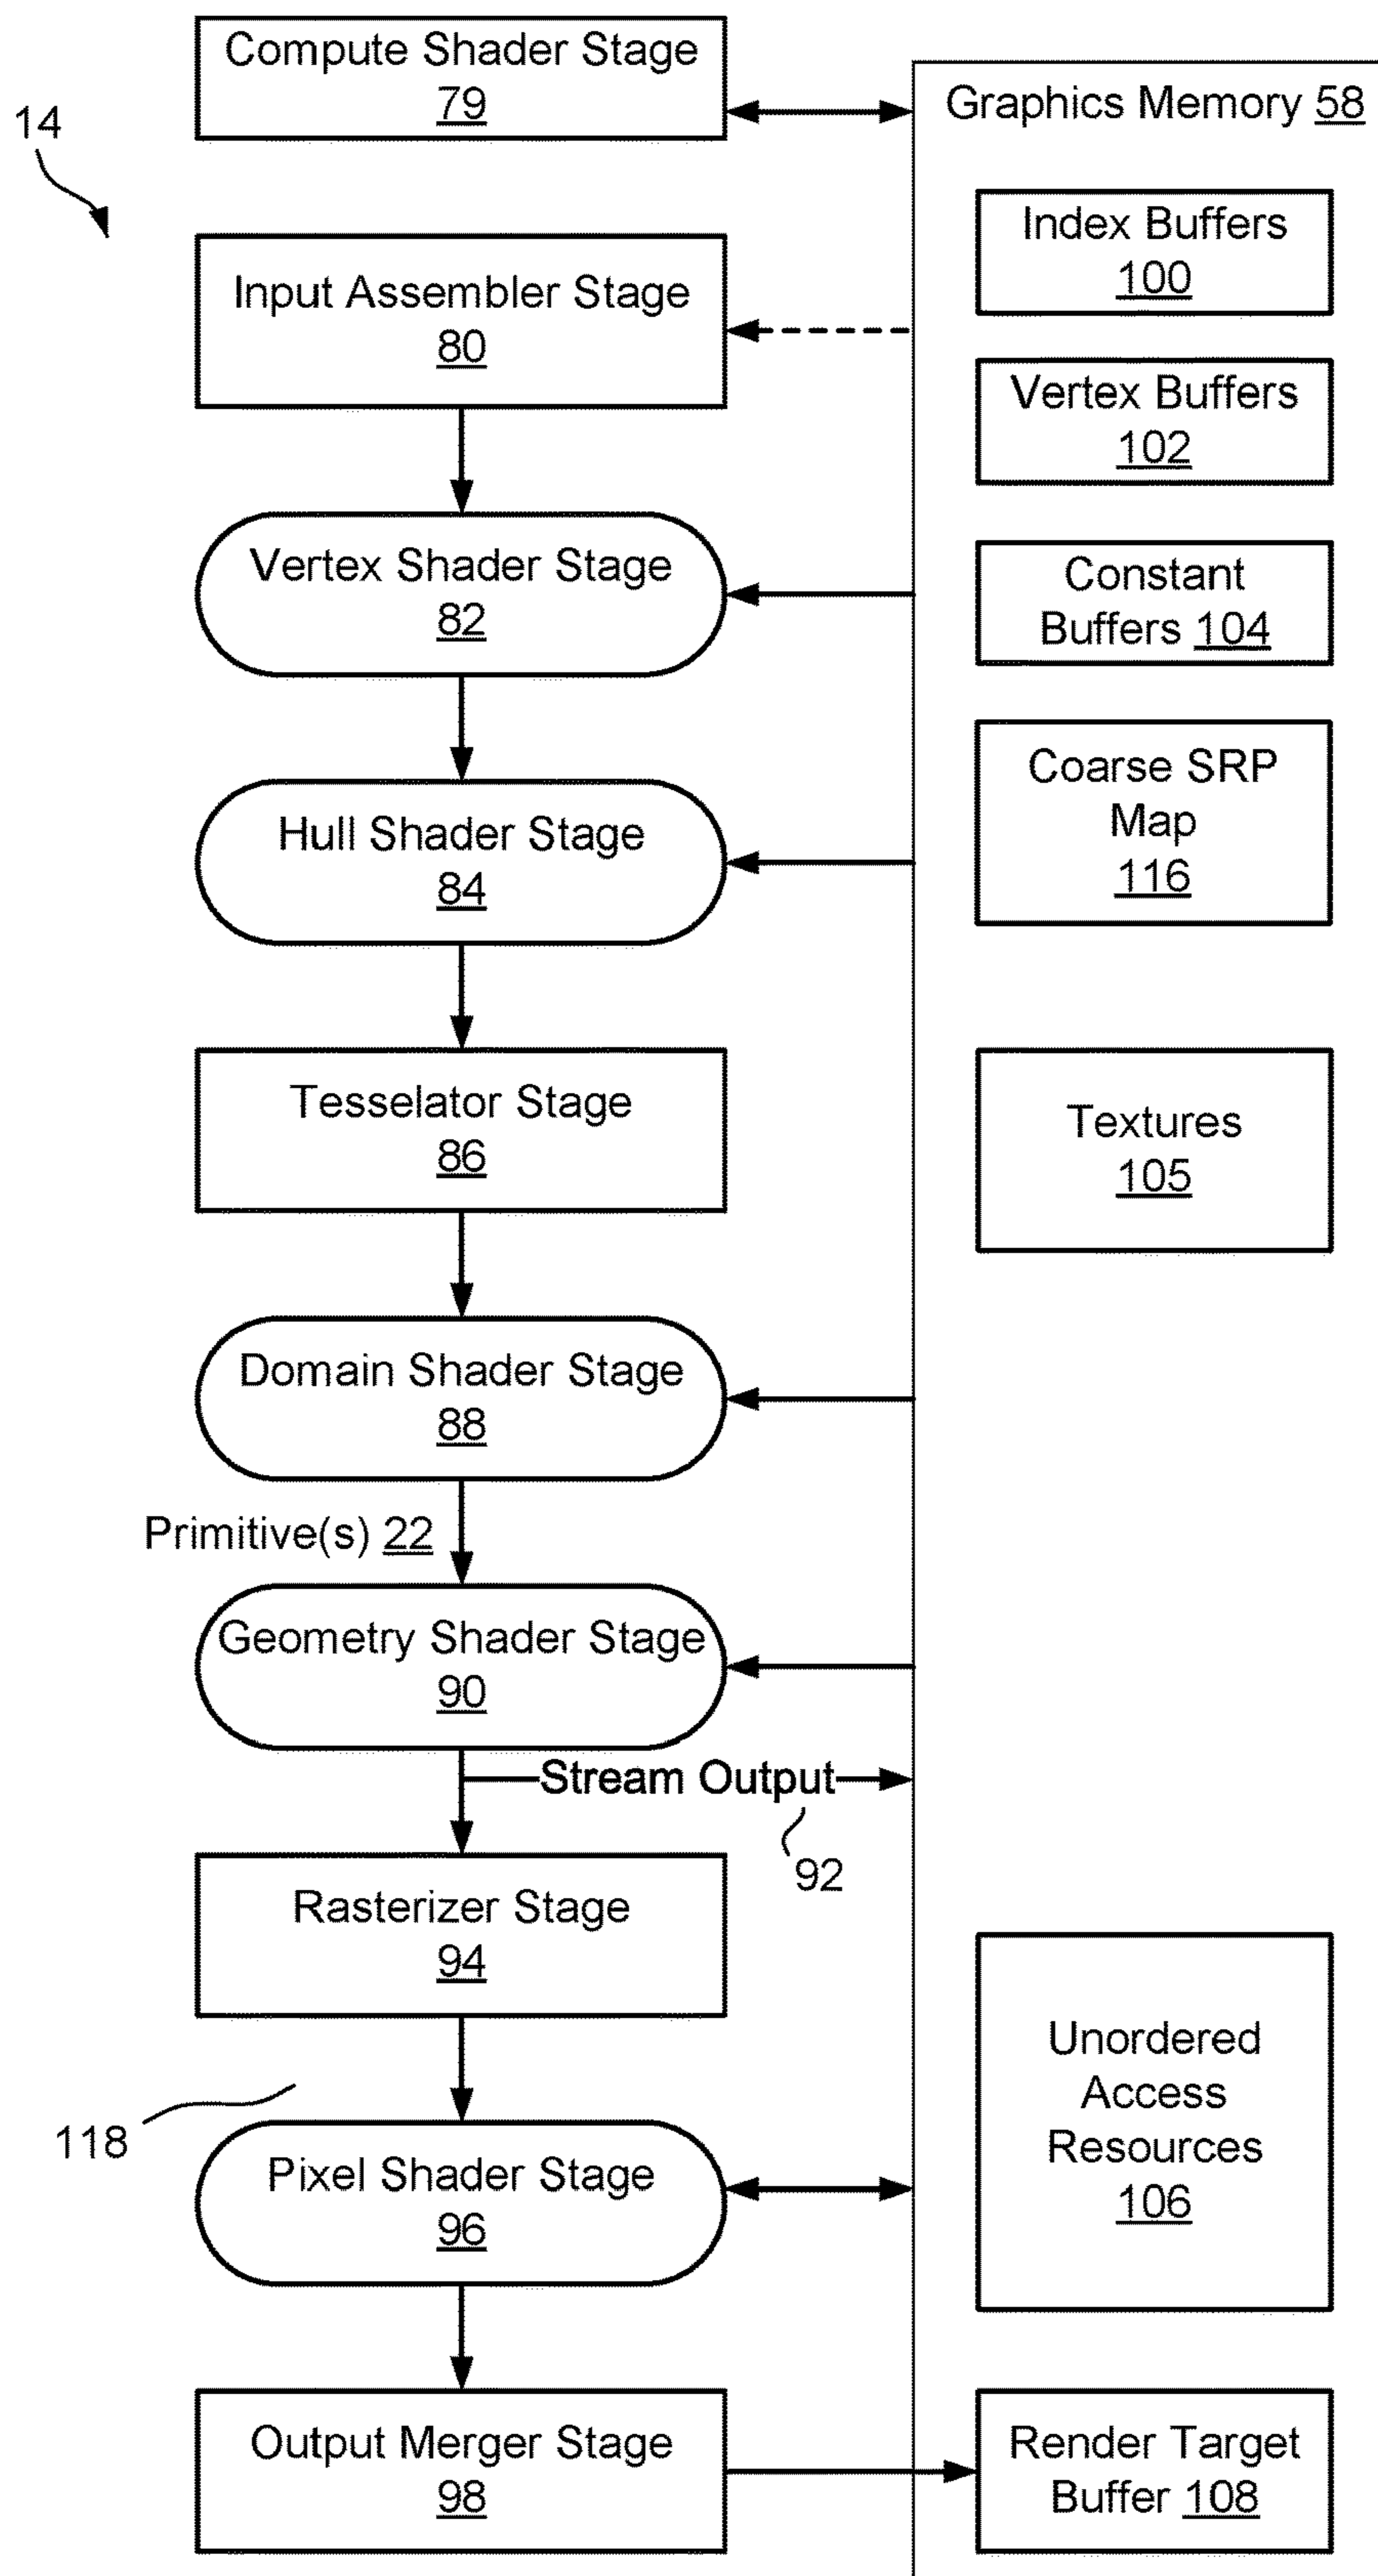 Compute Shader Stage
79
14
Graphics Memory 58
Index Buffers
100
Input Assembler Stage
80
Vertex Buffers
102
Vertex Shader Stage
82
Constant
Buffers 104
Coarse SRP
Map
116
Hull Shader Stage
84
Tesselator Stage
86
Textures
105
Domain Shader Stage
88
Primitive(s) 22
Geometry Shader Stage
90
Stream Output
92
Rasterizer Stage
94
118
Unordered
Access
Resources
106
Pixel Shader Stage
96
Output Merger Stage
98
Render Target
Buffer 108